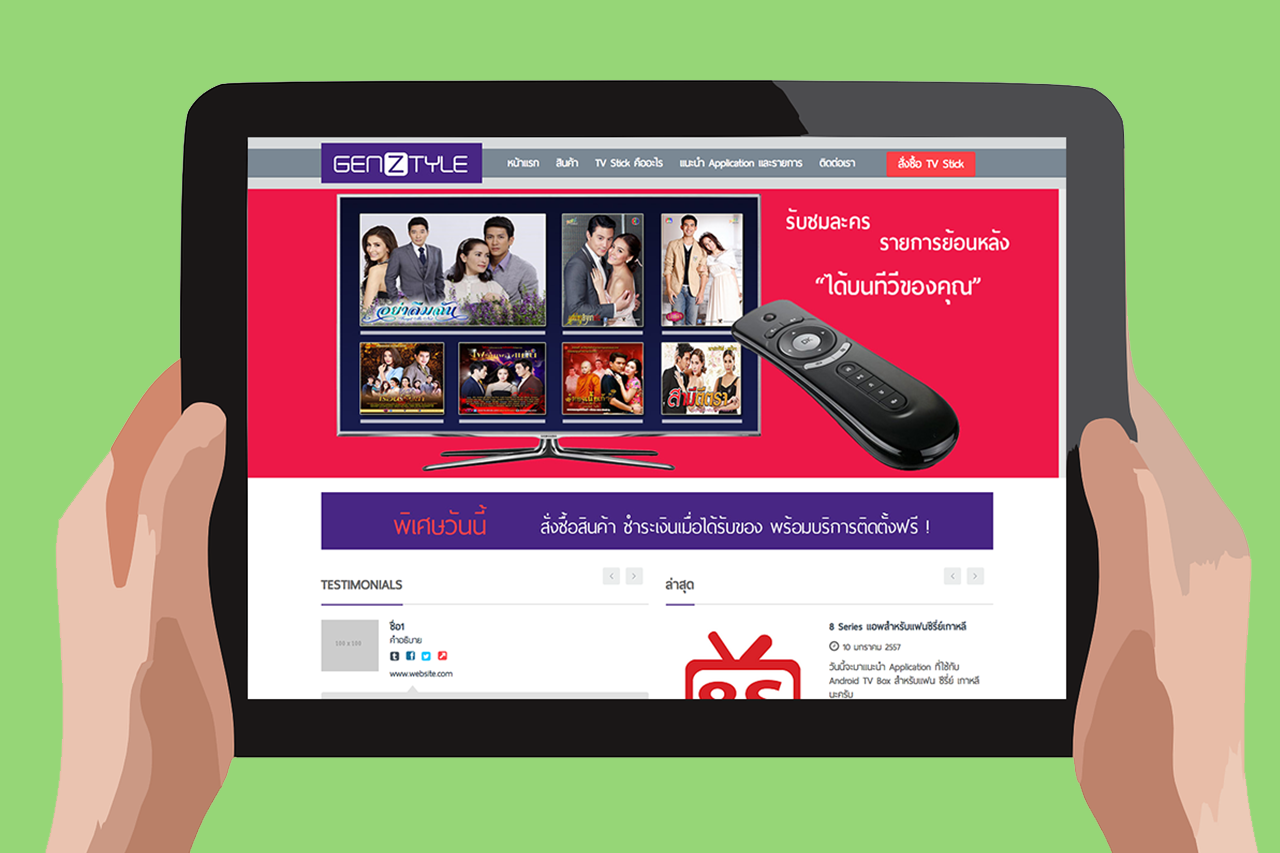 GENZTYLE
หน้าแรก สินค้า TV Stick คืออะไร แนะนำ Application และรายการ ติดต่อเรา สั่งซื้อ TV Stick
รับชมละคร
รายการย้อนหลัง
“ได้บนทีวีของคุณ”
อย่าลืมฉัน
สามีตีตรา
OK
พิเศษวันนี้ สั่งซื้อสินค้า ชำระเงินเมื่อได้รับของ พร้อมบริการติดตั้งฟรี !
TESTIMONIALS
100 x 100
ชื่อ1
คำอธิบาย
www.website.com
ล่าสุด
8S
8 Series แอพสำหรับแฟนซีรี่ย์เกาหลี
10 มกราคม 2557
วันนี้จะมาแนะนำ Application ที่ใช้กับ
Android TV Box สำหรับแฟน ซีรี่ย์ เกาหลี
นะครับ